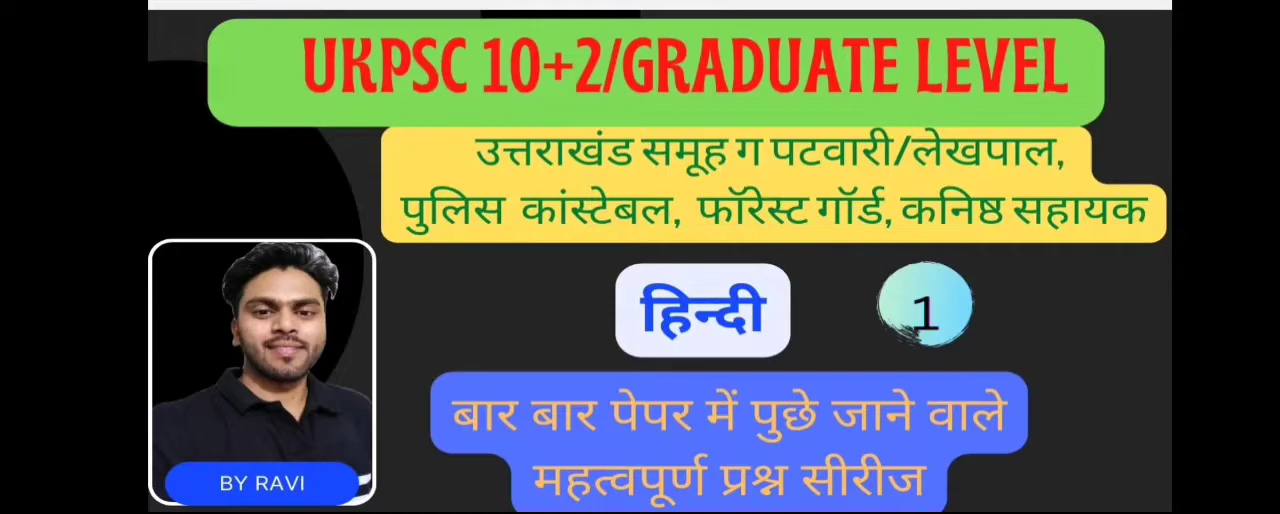 UKPSC 10+2/GRADUATE LEVEL
उत्तराखंड समूह ग पटवारी/लेखपाल,
पुलिस कांस्टेबल, फॉरेस्ट गॉर्ड, कनिष्ठ सहायक
हिन्दी 1
बार बार पेपर में पुछे जाने वाले
महत्वपूर्ण प्रश्न सीरीज
BY RAVI